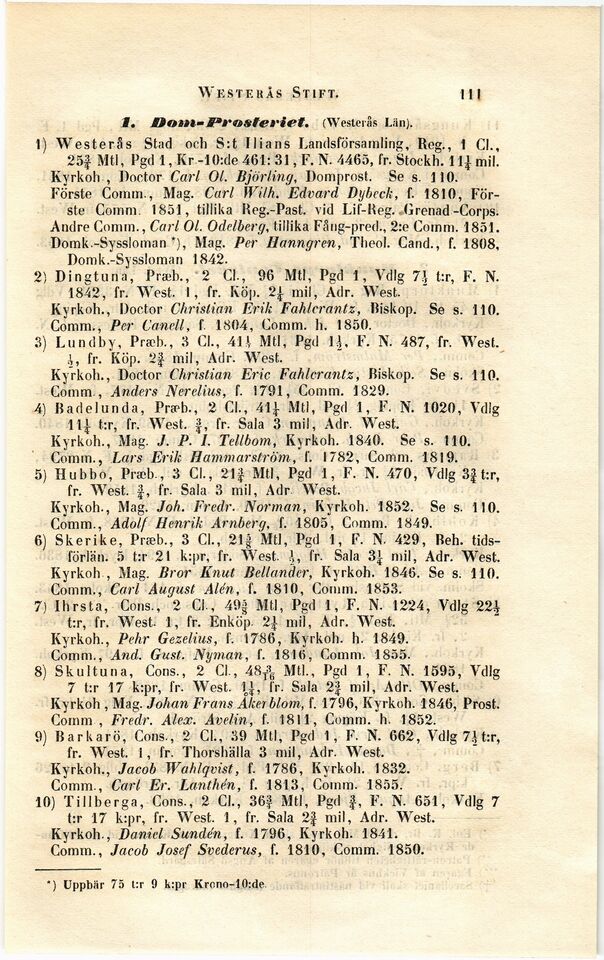 WESTERÅS STIFT. 111
1. Dom-Prosteriet. (Westerås Län).
1) Westerås Stad och S:t Ilians Landsförsamling, Reg., 1 Cl.,
25¾ Mtl, Pgd 1, Kr-10:de 461: 31, F. N. 4465, fr. Stockh. 11¼ mil.
Kyrkoh., Doctor Carl Ol. Björling, Domprost. Se s. 110.
Förste Comm., Mag. Carl Wilh. Edvard Dybeck, f. 1810, För-
ste Comm. 1851, tillika Reg.-Past. vid Lif-Reg. Grenad-Corps.
Andre Comm., Carl Ol. Odelberg, tillika Fång-pred., 2:e Comm. 1851.
Domk.-Syssloman *), Mag. Per Hanngren, Theol. Cand., f. 1808,
Domk.-Syssloman 1842.
2) Dingtuna, Præb., 2 Cl., 96 Mtl, Pgd 1, Vdlg 7½ t:r, F. N.
1842, fr. West. 1, fr. Köp. 2¼ mil, Adr. West.
Kyrkoh., Doctor Christian Erik Fahlcrantz, Biskop. Se s. 110.
Comm., Per Canell, f. 1804, Comm. h. 1850.
3) Lundby, Præb., 3 Cl., 41½ Mtl, Pgd 1½, F. N. 487, fr. West.
½, fr. Köp. 2¾ mil, Adr. West.
Kyrkoh., Doctor Christian Eric Fahlcrantz, Biskop. Se s. 110.
Comm., Anders Nerelius, f. 1791, Comm. 1829.
4) Badelunda, Præb., 2 Cl., 41¼ Mtl, Pgd 1, F. N. 1020, Vdlg
11½ t:r, fr. West. ¾, fr. Sala 3 mil, Adr. West.
Kyrkoh., Mag. J. P. I. Tellbom, Kyrkoh. 1840. Se s. 110.
Comm., Lars Erik Hammarström, f. 1782, Comm. 1819.
5) Hubbo, Præb., 3 Cl., 21¾ Mtl, Pgd 1, F. N. 470, Vdlg 3¾ t:r,
fr. West. ¾, fr. Sala 3 mil, Adr. West.
Kyrkoh., Mag. Joh. Fredr. Norman, Kyrkoh. 1852. Se s. 110.
Comm., Adolf Henrik Arnberg, f. 1805, Comm. 1849.
6) Skerike, Præb., 3 Cl., 21⅝ Mtl, Pgd 1, F. N. 429, Beh. tids-
förlän. 5 t:r 21 k:pr, fr. West. ½, fr. Sala 3¼ mil, Adr. West.
Kyrkoh., Mag. Bror Knut Bellander, Kyrkoh. 1846. Se s. 110.
Comm., Carl August Alén, f. 1810, Comm. 1853.
7) Ihrsta, Cons., 2 Cl., 49⅝ Mtl, Pgd 1, F. N. 1224, Vdlg 22½
t:r, fr. West. 1, fr. Enköp. 2¼ mil, Adr. West.
Kyrkoh., Pehr Gezelius, f. 1786, Kyrkoh. h. 1849.
Comm., And. Gust. Nyman, f. 1816, Comm. 1855.
8) Skultuna, Cons., 2 Cl., 48 3/16 Mtl., Pgd 1, F. N. 1595, Vdlg
7 t:r 17 k:pr, fr. West. 1¼, fr. Sala 2¾ mil, Adr. West.
Kyrkoh., Mag. Johan Frans Åkerblom, f. 1796, Kyrkoh. 1846, Prost.
Comm., Fredr. Alex. Avelin, f. 1811, Comm. h. 1852.
9) Barkarö, Cons., 2 Cl., 39 Mtl, Pgd 1, F. N. 662, Vdlg 7½ t:r,
fr. West. 1, fr. Thorshälla 3 mil, Adr. West.
Kyrkoh., Jacob Wahlqvist, f. 1786, Kyrkoh. 1832.
Comm., Carl Er. Lanthén, f. 1813, Comm. 1855.
10) Tillberga, Cons., 2 Cl., 36¾ Mtl, Pgd ¾, F. N. 651, Vdlg 7
t:r 17 k:pr, fr. West. 1, fr. Sala 2¾ mil, Adr. West.
Kyrkoh., Daniel Sundén, f. 1796, Kyrkoh. 1841.
Comm., Jacob Josef Svederus, f. 1810, Comm. 1850.
*) Uppbär 75 t:r 9 k:pr Krono-10:de.